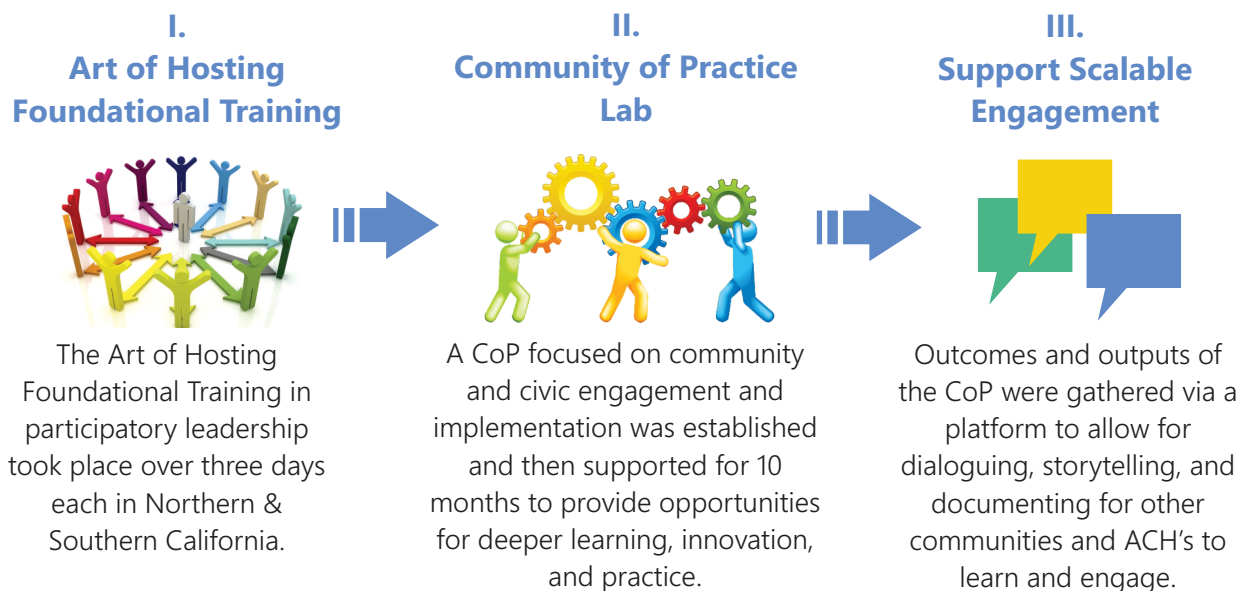 I.
Art of Hosting
Foundational Training
The Art of Hosting
Foundational Training in
participatory leadership
took place over three days
each in Northern &
Southern California.
II.
Community of Practice
Lab
A CoP focused on community
and civic engagement and
implementation was established
and then supported for 10
months to provide opportunities
for deeper learning, innovation,
and practice.
III.
Support Scalable
Engagement
Outcomes and outputs of
the CoP were gathered via a
platform to allow for
dialoguing, storytelling, and
documenting for other
communities and ACH's to
learn and engage.